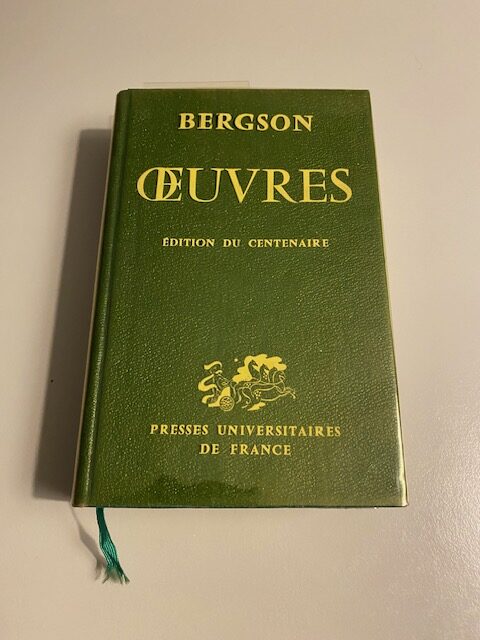 BERGSON
ŒUVRES
ÉDITION DU CENTENAIRE
PRESSES UNIVERSITAIRES
DE FRANCE